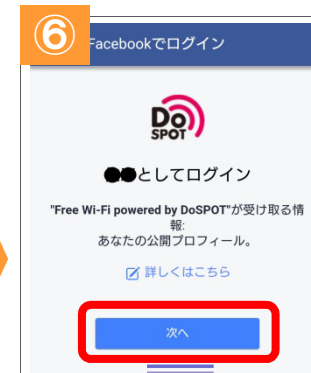 ⑥
Facebookでログイン
Do
SPOT
●●としてログイン
"Free Wi-Fi powered by DoSPOT"が受け取る情
報:
あなたの公開プロフィール。
詳しくはこちら
次へ